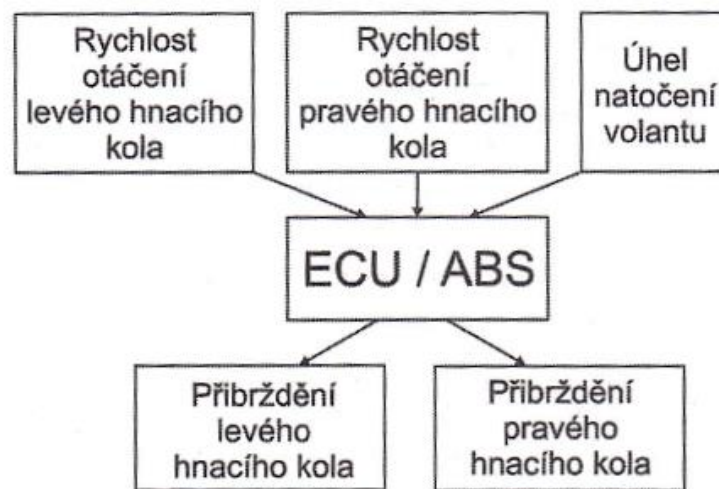 Rychlost
otáčení
levého hnacího
kola
Rychlost
otáčení
pravého hnacího
kola
Úhel
natočení
volantu
ECU / ABS
Přibrždění
levého
hnacího kola
Přibrždění
pravého
hnacího kola